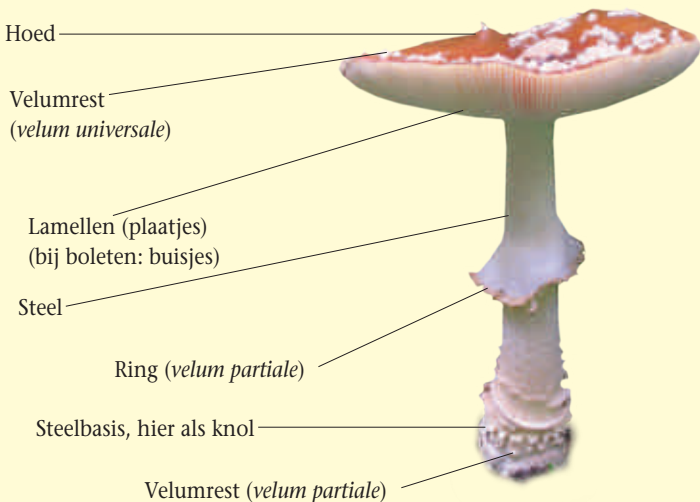 Hoed
Velumrest
(velum universale)
Lamellen (plaatjes)
(bij boleten: buisjes)
Steel
Ring (velum partiale)
Steelbasis, hier als knol
Velumrest (velum partiale)